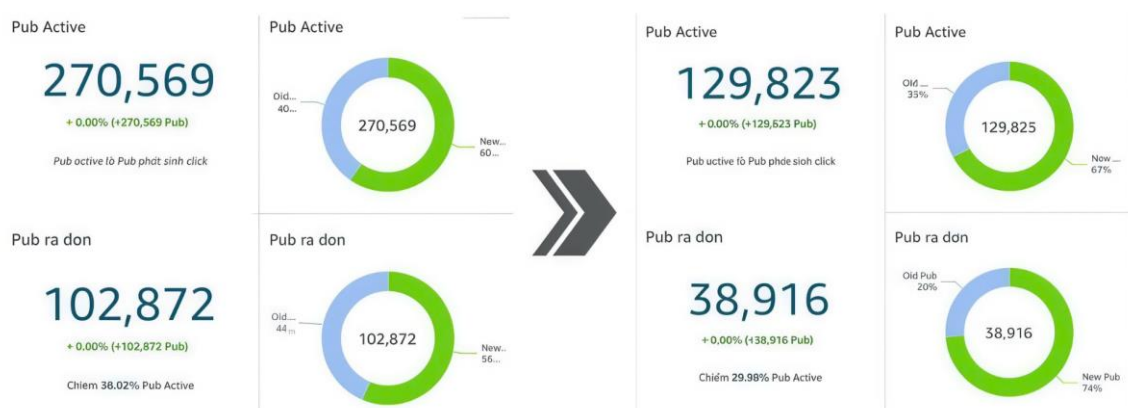 Pub Active
270,569
+ 0.00% (+270,569 Pub)
Pub octive lò Pub phát sinh click
Pub Active
Old...
40...
270,569
New...
60...
Pub ra don
102,872
+ 0.00% (+102,872 Pub)
Chiem 38.02% Pub Active
Pub ra don
Old...
44
102,872
New..
56...
Pub Active
129,823
+0.00% (+129,623 Pub)
Pub uctive fò Pub phde sioh click
Pub Active
Old ...
35%
129,825
Now ...
67%
Pub ra don
38,916
+0,00% (+38,916 Pub)
Chiếm 29.98% Pub Active
Pub ra dơn
Old Pub
20%
38,916
New Pub
74%